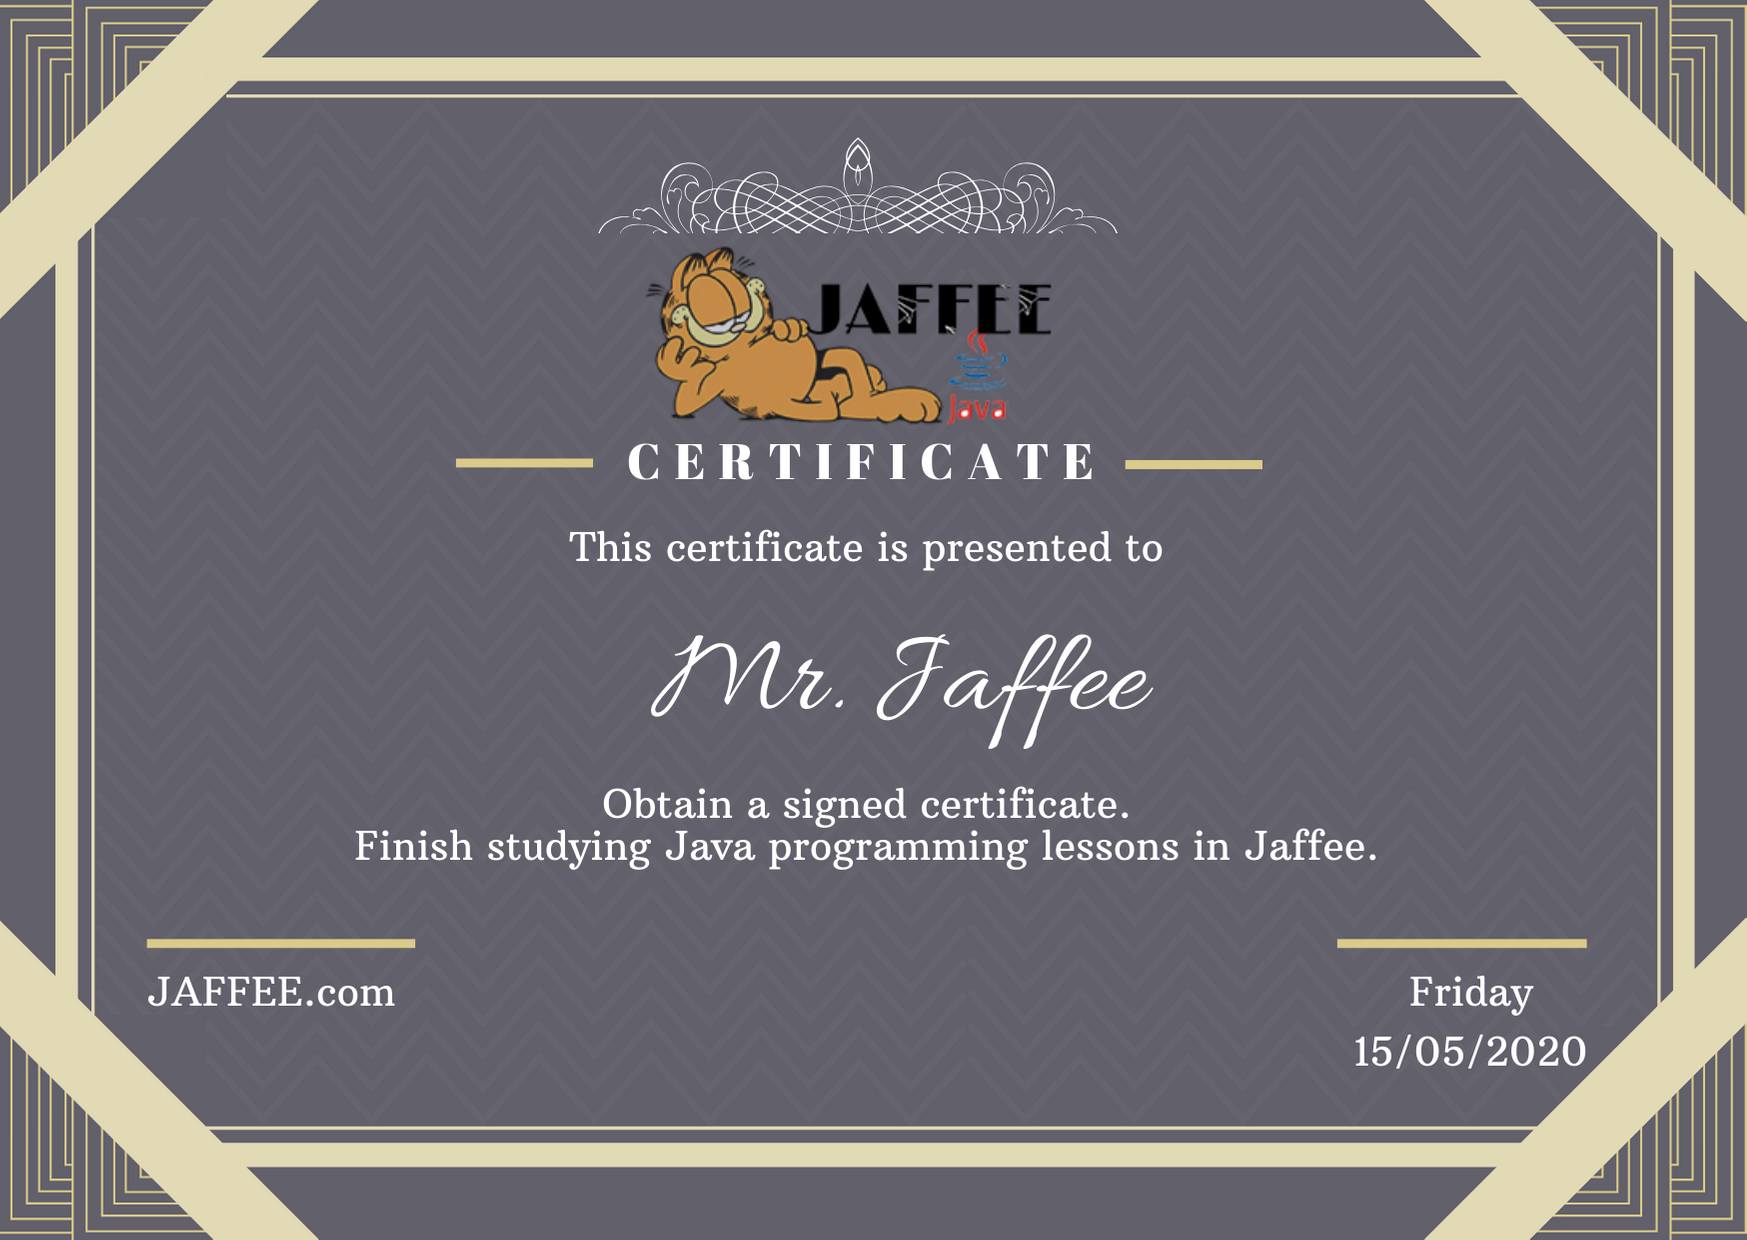 JAFFEE
Java
CERTIFICATE
This certificate is presented to
Mr. Jaffee
Obtain a signed certificate.
Finish studying Java programming lessons in Jaffee.
JAFFEE.com
Friday
15/05/2020